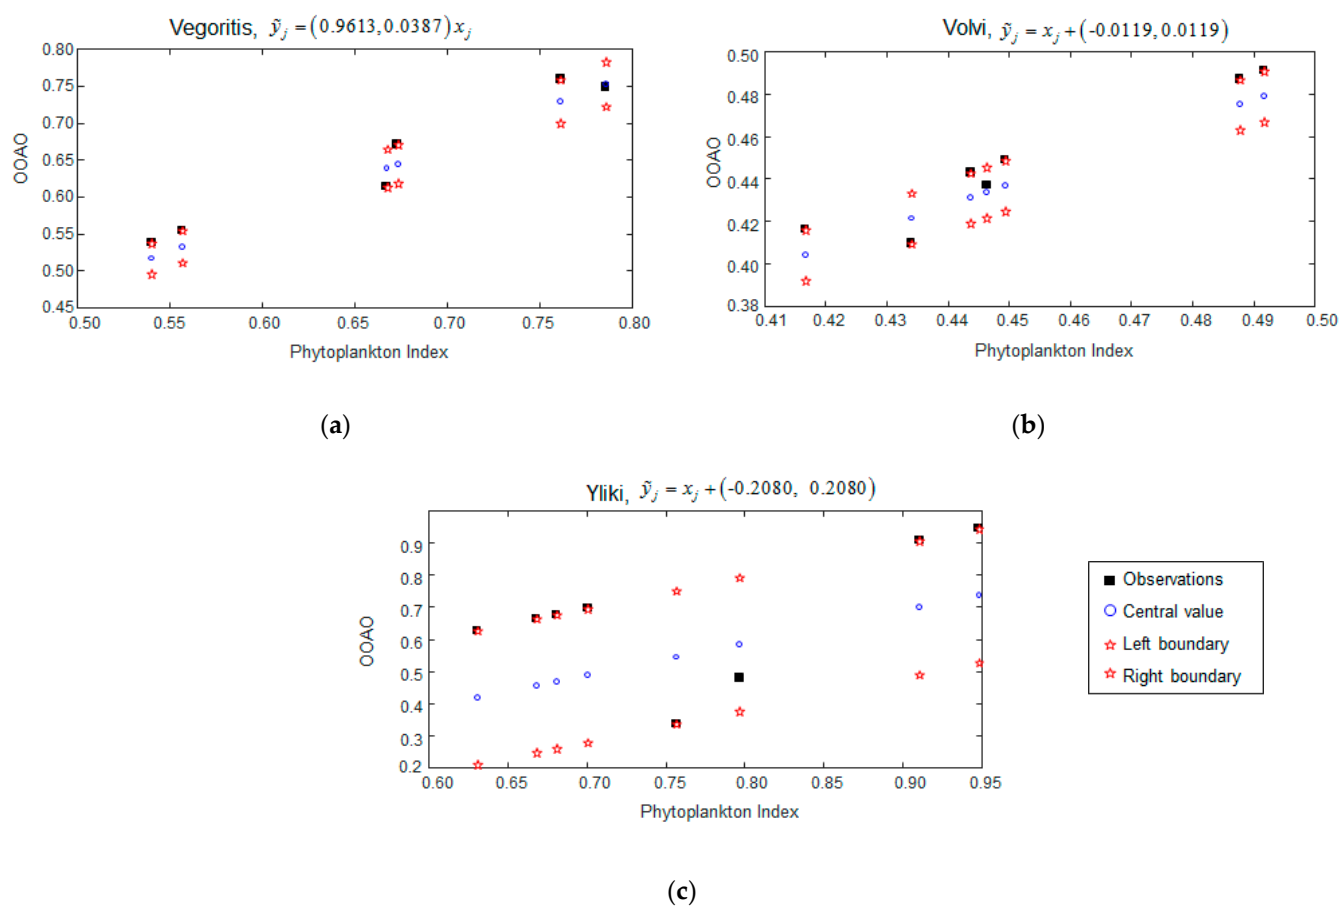 Vegoritis, ỹⱼ = (0.9613, 0.0387) xⱼ
0.80
0.75
0.70
0.65
0.60
0.55
0.50
0.45
OOAO
0.50 0.55 0.60 0.65 0.70 0.75 0.80
Phytoplankton Index
(a)
Volvi, ỹⱼ = xⱼ + (-0.0119, 0.0119)
0.50
0.48
0.46
0.44
0.42
0.40
0.38
OOAO
0.41 0.42 0.43 0.44 0.45 0.46 0.47 0.48 0.49 0.50
Phytoplankton Index
(b)
Yliki, ỹⱼ = xⱼ + (-0.2080, 0.2080)
0.9
0.8
0.7
0.6
0.5
0.4
0.3
0.2
OOAO
0.60 0.65 0.70 0.75 0.80 0.85 0.90 0.95
Phytoplankton Index
(c)
Observations
Central value
Left boundary
Right boundary